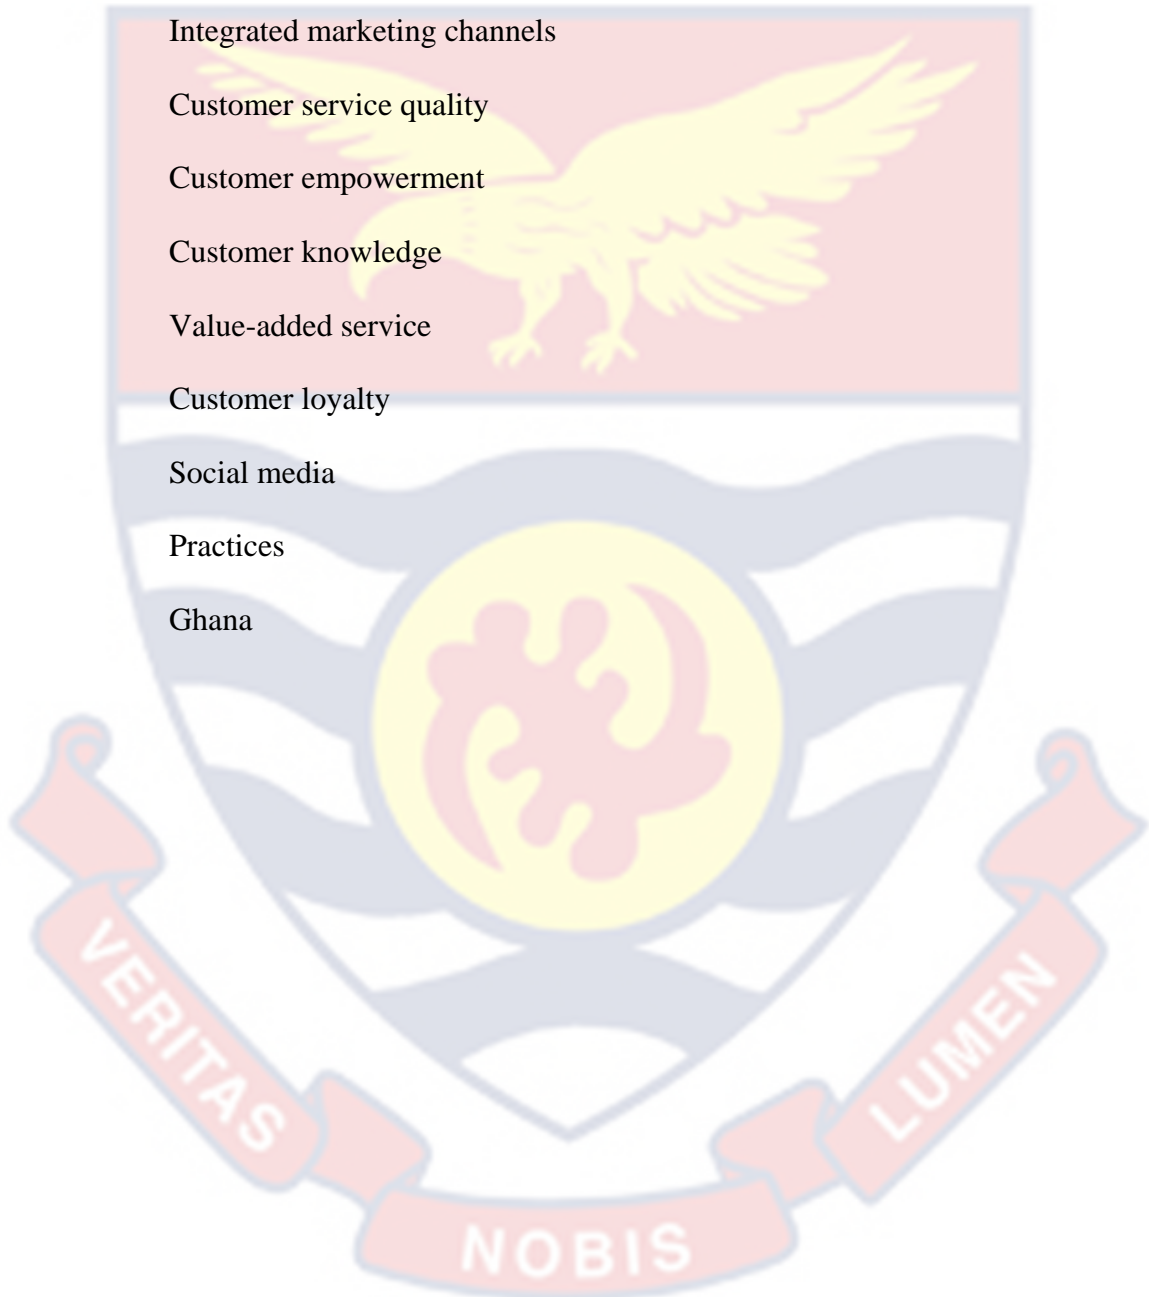 Integrated marketing channels
Customer service quality
Customer empowerment
Customer knowledge
Value-added service
Customer loyalty
Social media
Practices
Ghana
VERITAS
NOBIS
LUMEN